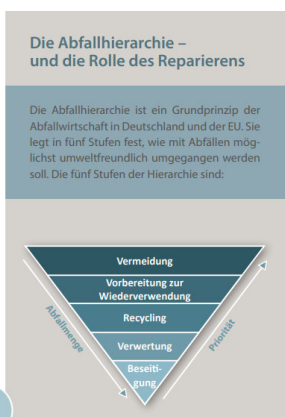 Die Abfallhierarchie –
und die Rolle des Reparierens
Die Abfallhierarchie ist ein Grundprinzip der
Abfallwirtschaft in Deutschland und der EU. Sie
legt in fünf Stufen fest, wie mit Abfällen mög-
lichst umweltfreundlich umgegangen werden
soll. Die fünf Stufen der Hierarchie sind:
Vermeidung
Vorbereitung zur
Wiederverwendung
Recycling
Verwertung
Beseiti-
gung
Abfallmenge
Priorität